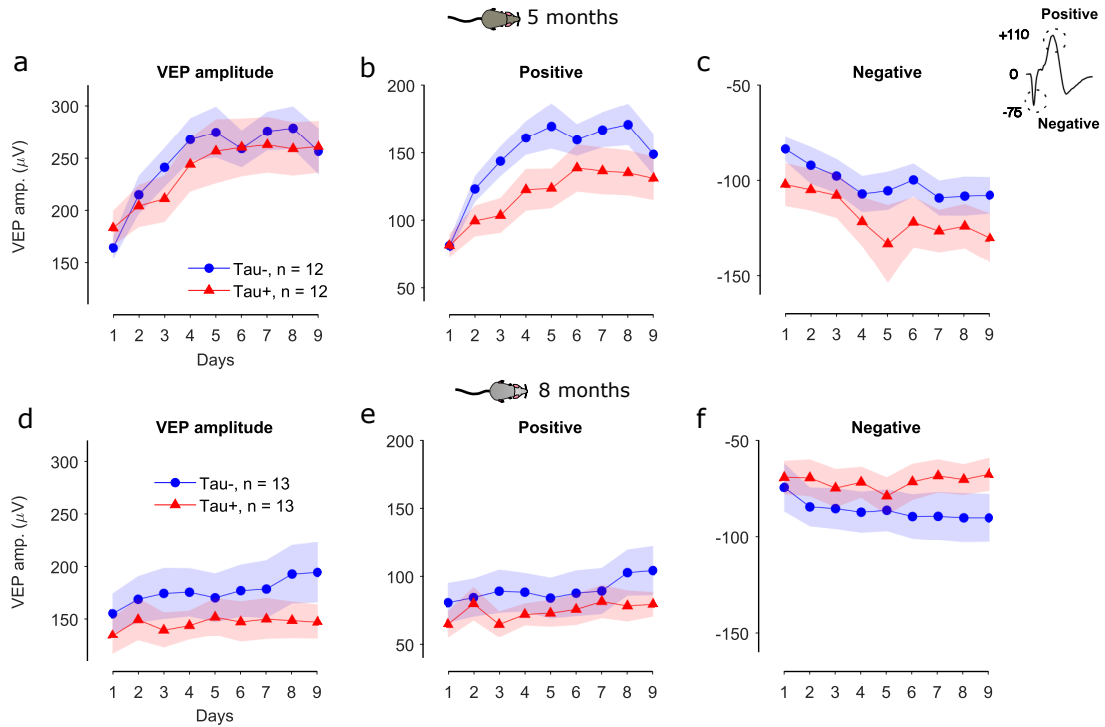 5 months
Positive
+110
0
-75
Negative
a
VEP amplitude
VEP amp. (μV)
300
250
200
150
Tau-, n = 12
Tau+, n = 12
1 2 3 4 5 6 7 8 9
Days
b
Positive
200
150
100
50
1 2 3 4 5 6 7 8 9
c
Negative
-50
-100
-150
1 2 3 4 5 6 7 8 9
8 months
d
VEP amplitude
VEP amp. (μV)
300
250
200
150
Tau-, n = 13
Tau+, n = 13
1 2 3 4 5 6 7 8 9
Days
e
Positive
200
150
100
50
1 2 3 4 5 6 7 8 9
f
Negative
-50
-100
-150
1 2 3 4 5 6 7 8 9